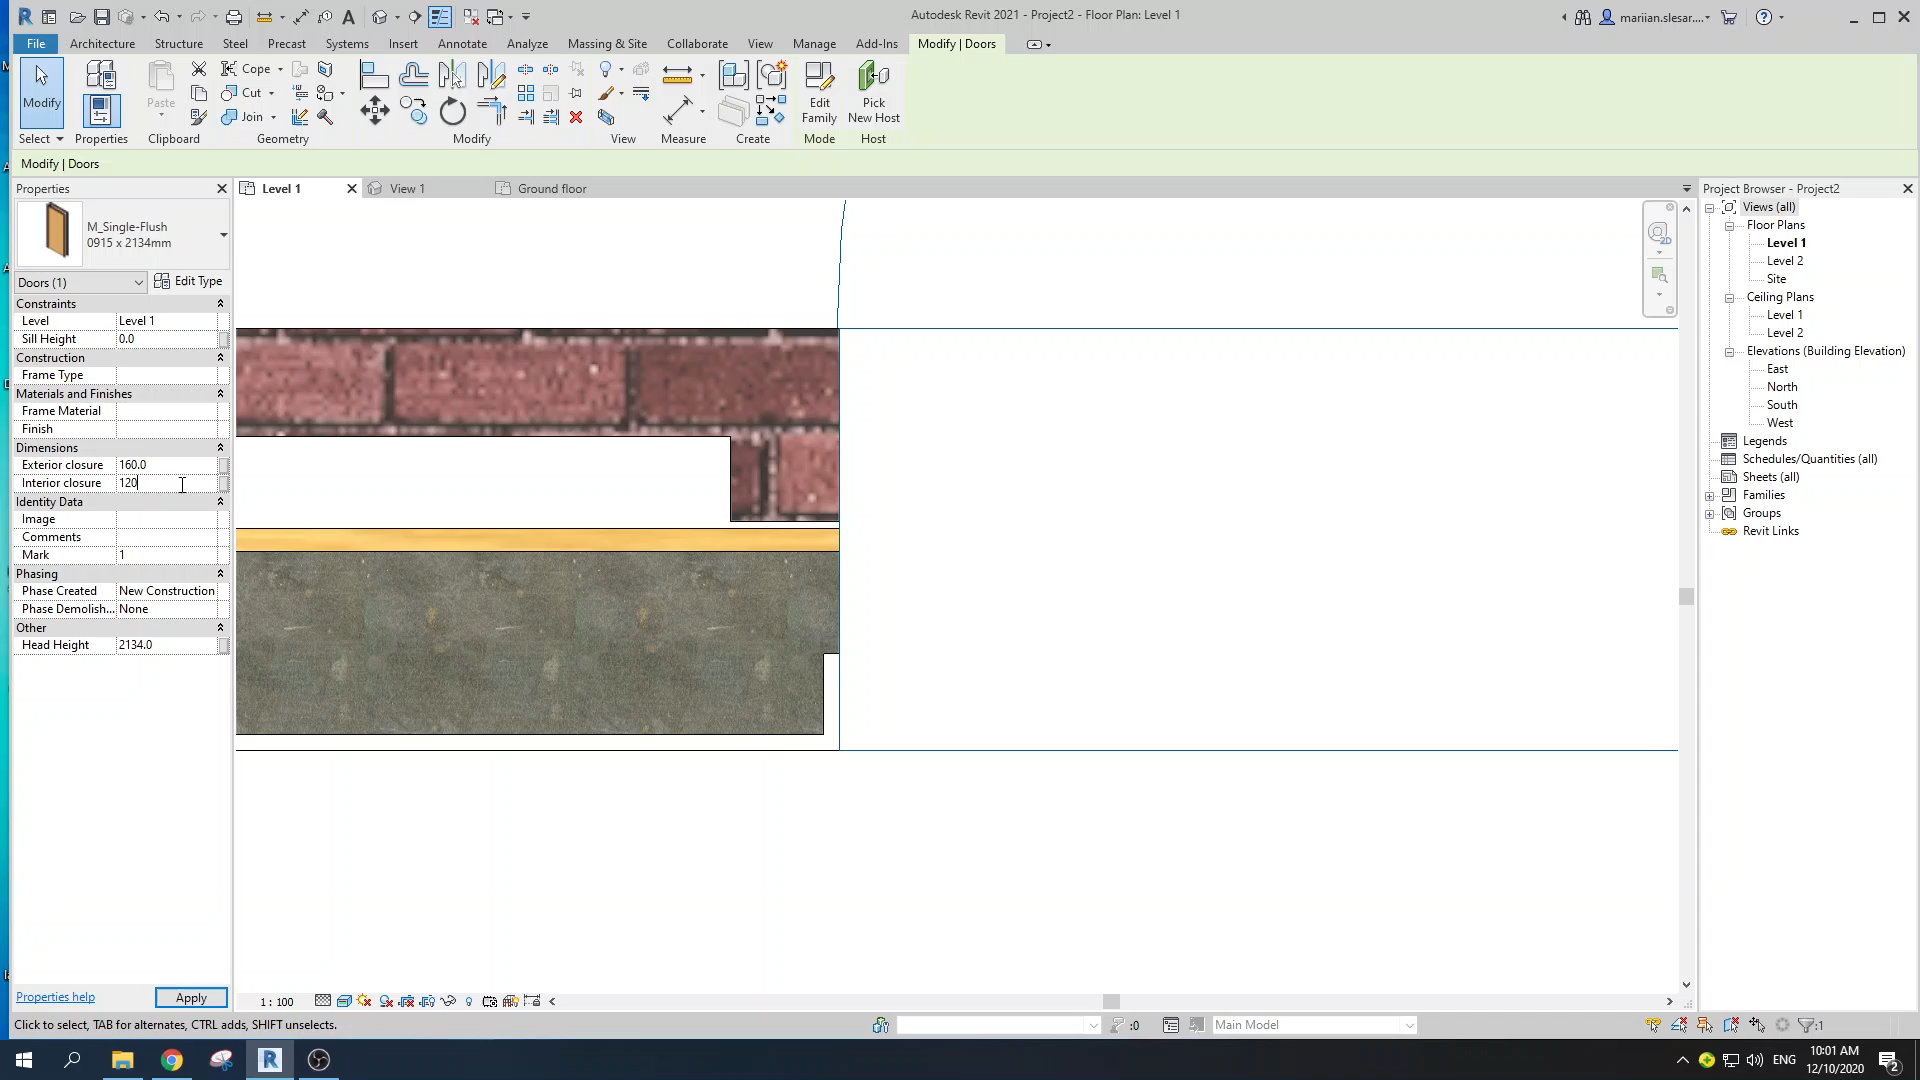 Autodesk Revit 2021 - Project2 - Floor Plan: Level 1
mariian.slesar....
File Architecture Structure Steel Precast Systems Insert Annotate Analyze Massing & Site Collaborate View Manage Add-Ins Modify | Doors
Modify
Paste
Cope
Cut
Join
Edit Family
Pick New Host
Select Properties Clipboard Geometry Modify View Measure Create Mode Host
Modify | Doors
Properties
Level 1 View 1 Ground floor
Project Browser - Project2
M_Single-Flush
0915 x 2134mm
Doors (1) Edit Type
Constraints
Level Level 1
Sill Height 0.0
Construction
Frame Type
Materials and Finishes
Frame Material
Finish
Dimensions
Exterior closure 160.0
Interior closure 120
Identity Data
Image
Comments
Mark 1
Phasing
Phase Created New Construction
Phase Demolish... None
Other
Head Height 2134.0
Properties help Apply
2D
Views (all)
Floor Plans
Level 1
Level 2
Site
Ceiling Plans
Level 1
Level 2
Elevations (Building Elevation)
East
North
South
West
Legends
Schedules/Quantities (all)
Sheets (all)
Families
Groups
Revit Links
1 : 100
Click to select, TAB for alternates, CTRL adds, SHIFT unselects.
:0
Main Model
:1
ENG
10:01 AM
12/10/2020
2